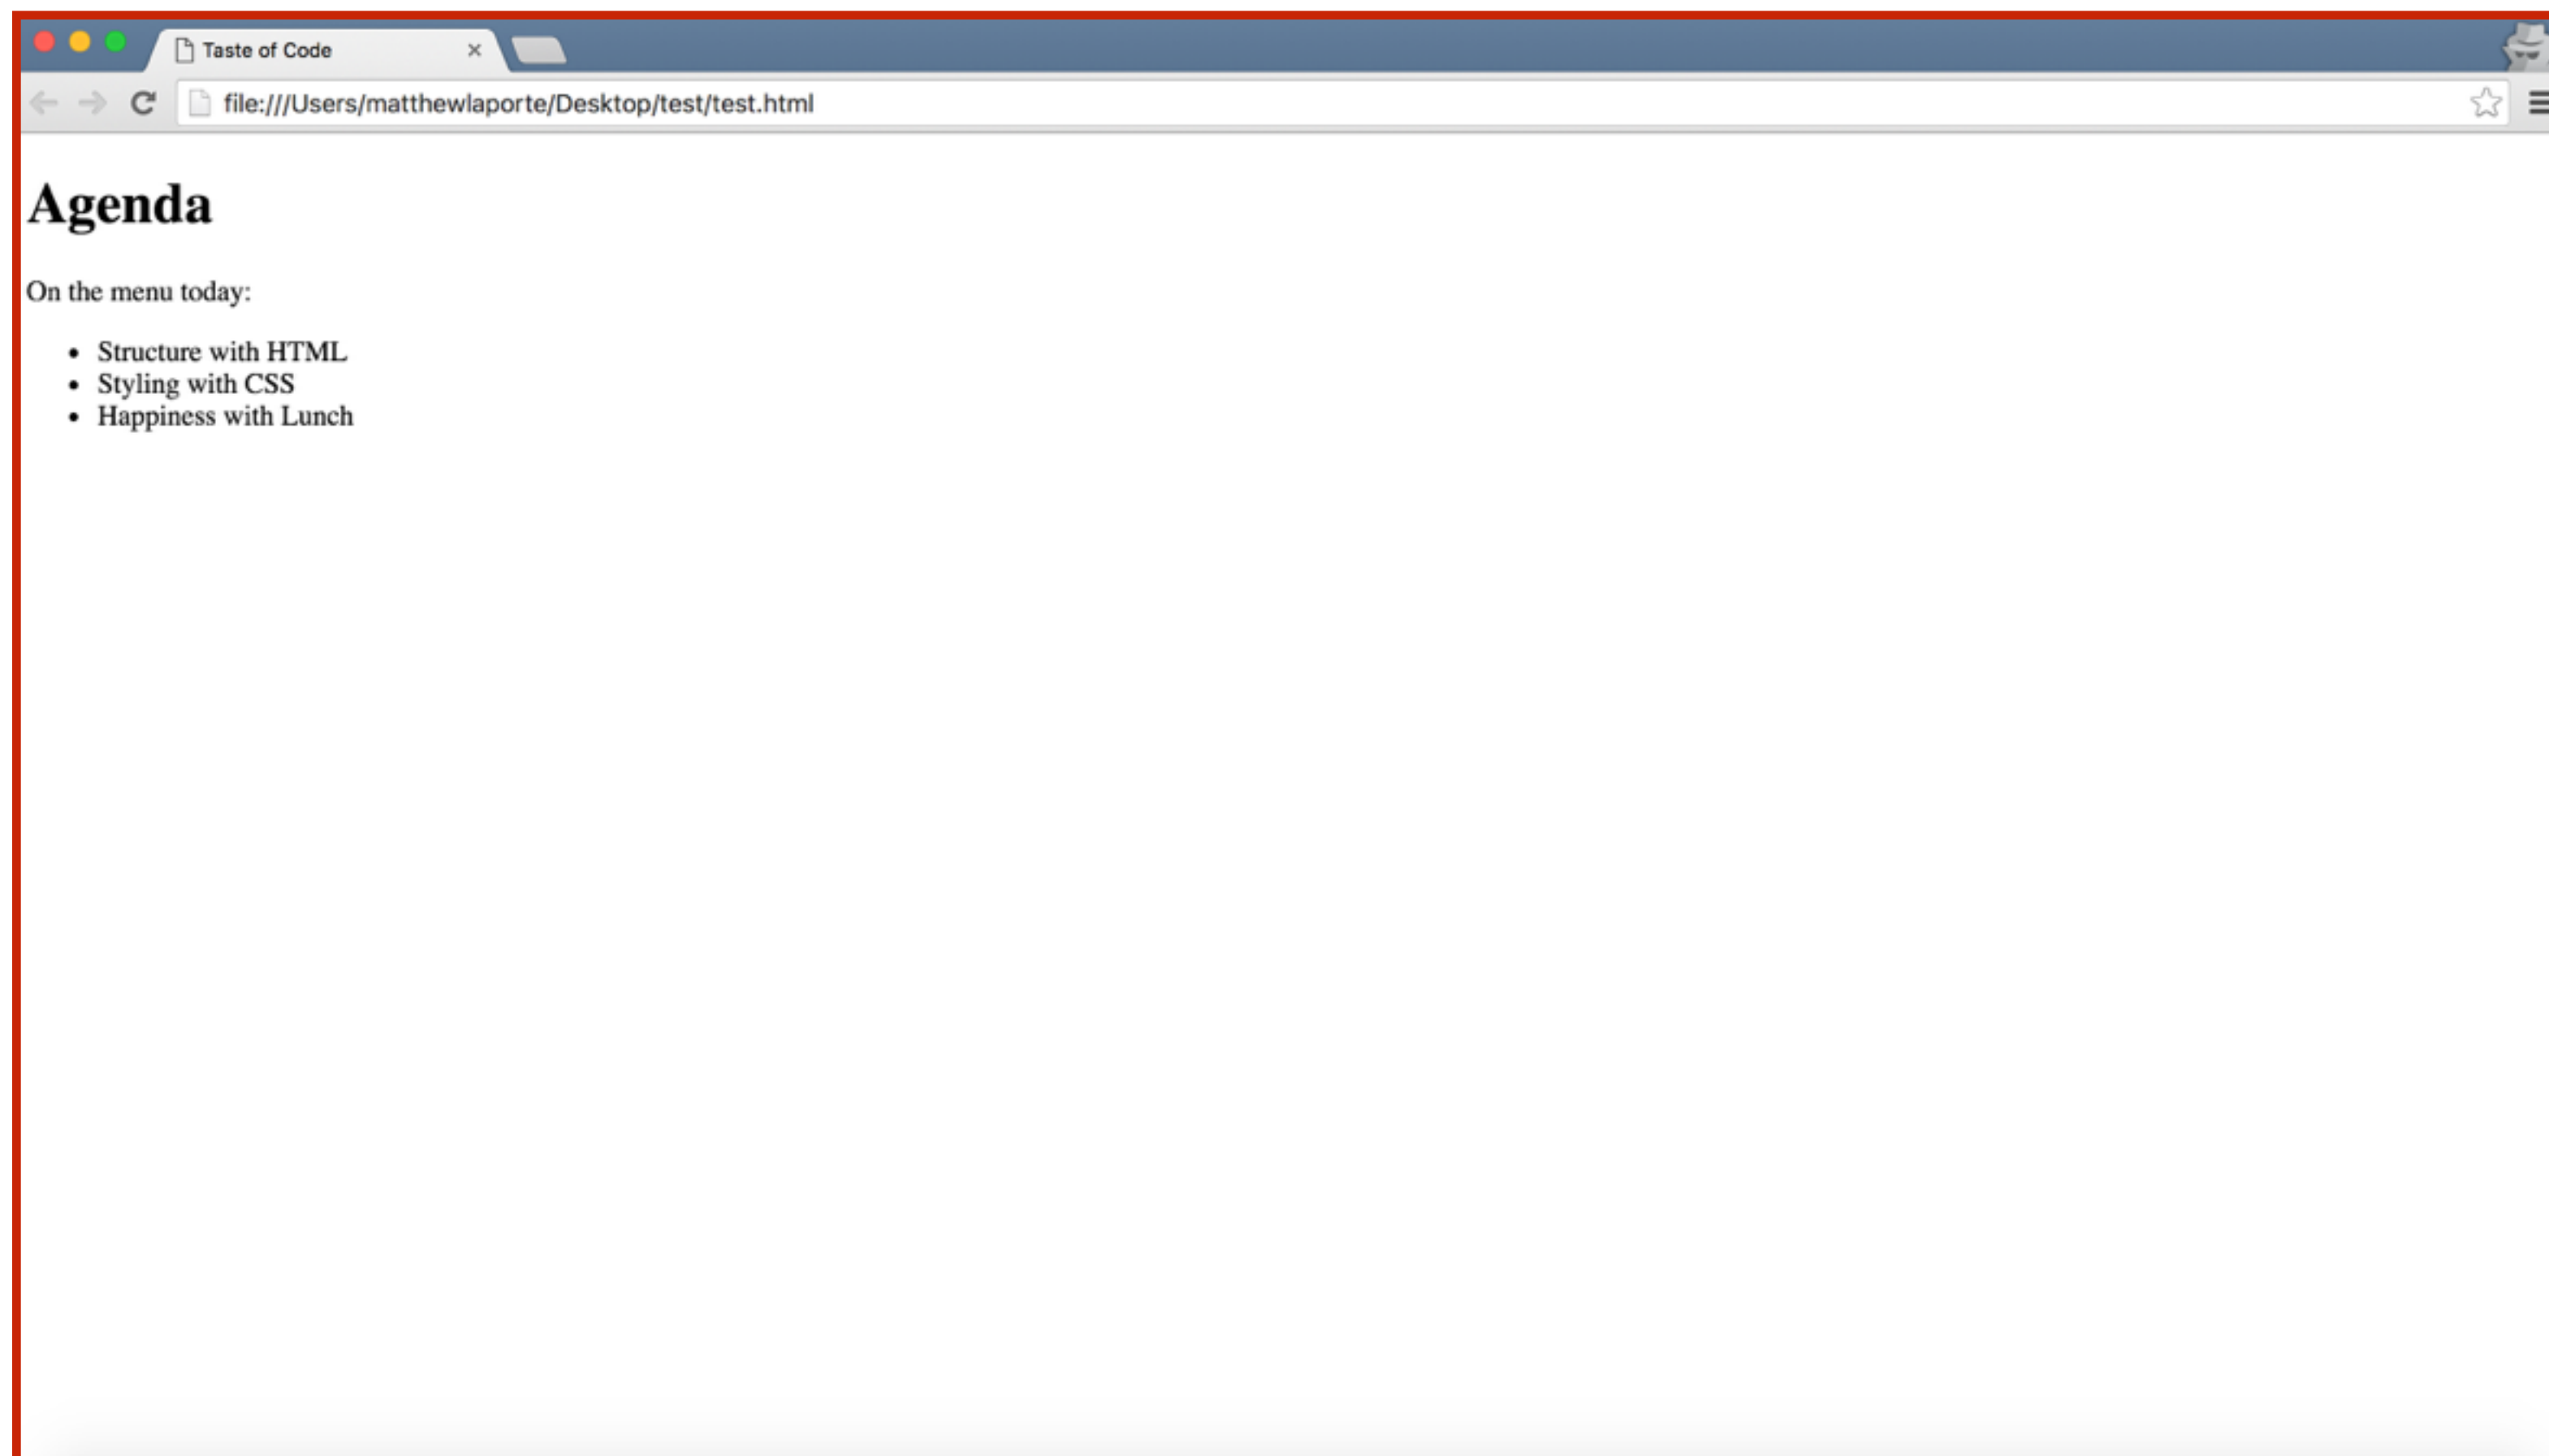 Taste of Code
file:///Users/matthewlaporte/Desktop/test/test.html
Agenda
On the menu today:
• Structure with HTML
• Styling with CSS
• Happiness with Lunch